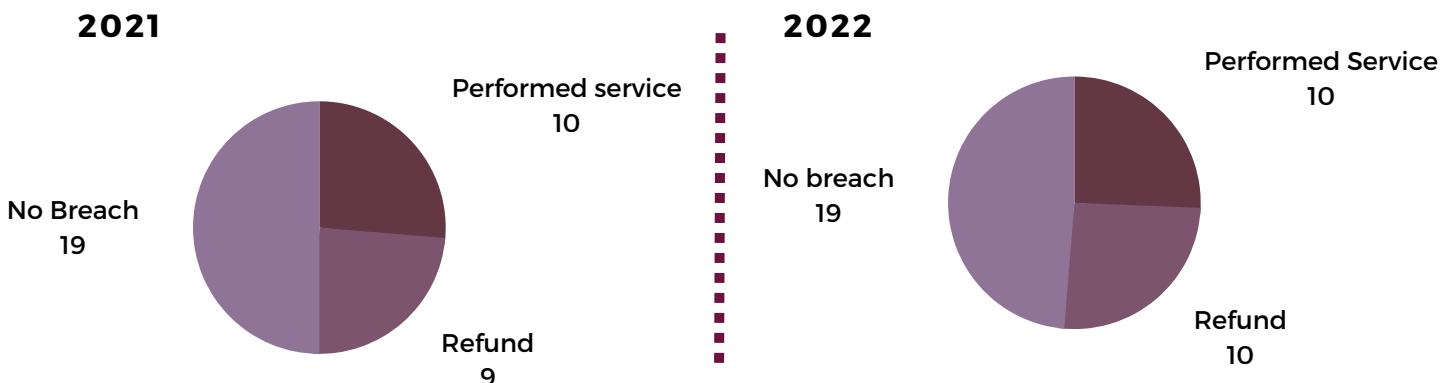 2021
Performed service
10
No Breach
19
Refund
9
2022
Performed Service
10
No breach
19
Refund
10